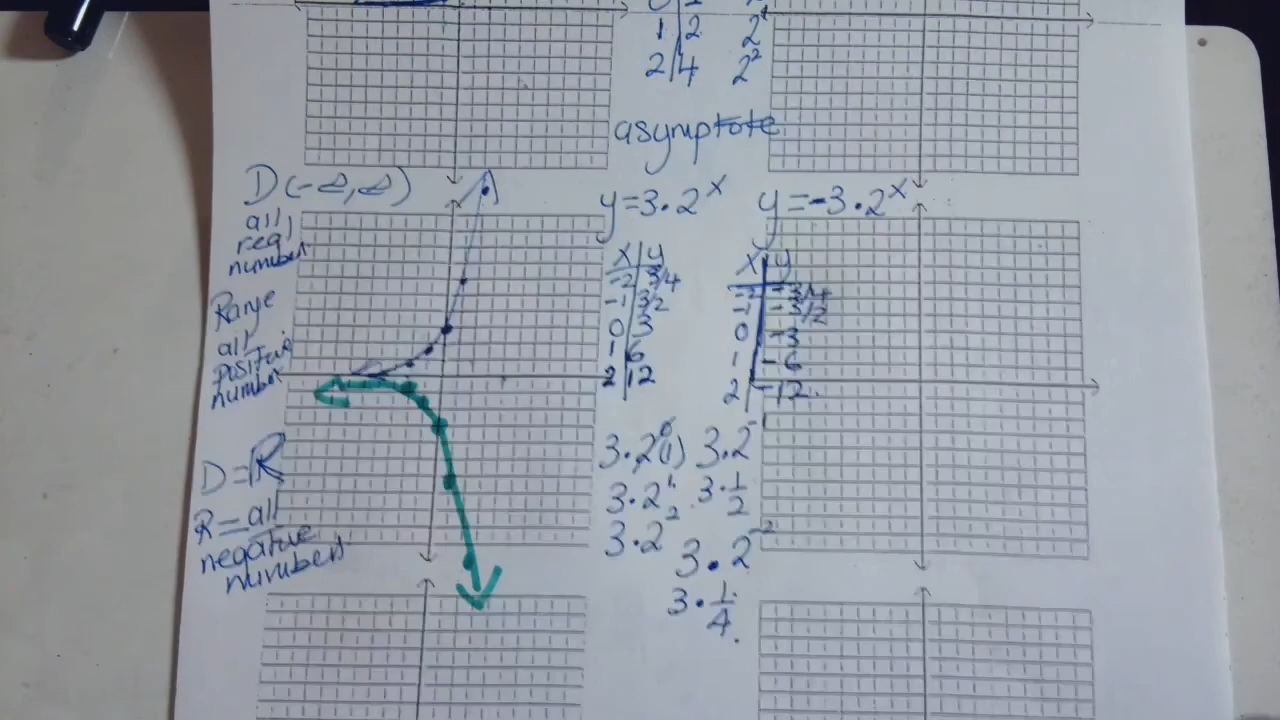 1 2 2
2 4 2²
asymptote
D(-∞,∞)
all
real
number
Range
all
positive
number
D=ℝ
R=all
negative
numbers
y=3·2ˣ
x y
-2 3/4
-1 3/2
0 3
1 6
2 12
y=-3·2ˣ
x y
-2 -3/4
-1 -3/2
0 -3
1 -6
2 -12
3·2⁰(1)
3·2¹
3·2²
3·2⁻¹
3·1/2
3·2⁻²
3·1/4